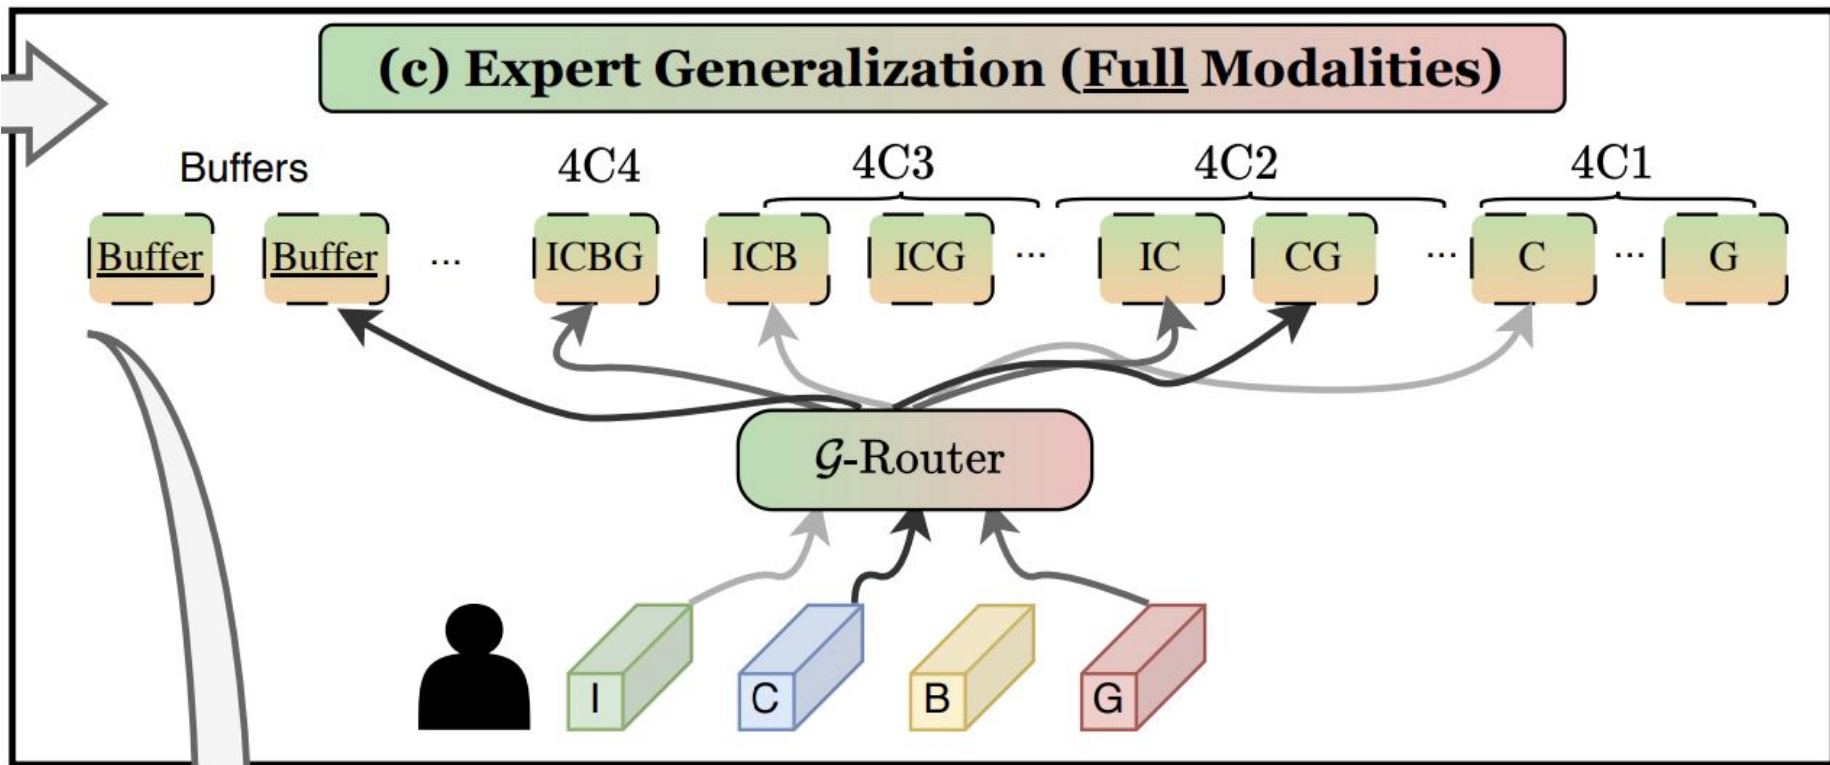 (c) Expert Generalization (Full Modalities)
Buffers 4C4 4C3 4C2 4C1
Buffer Buffer ... ICBG ICB ICG ... IC CG ... C ... G
𝒢-Router
I C B G